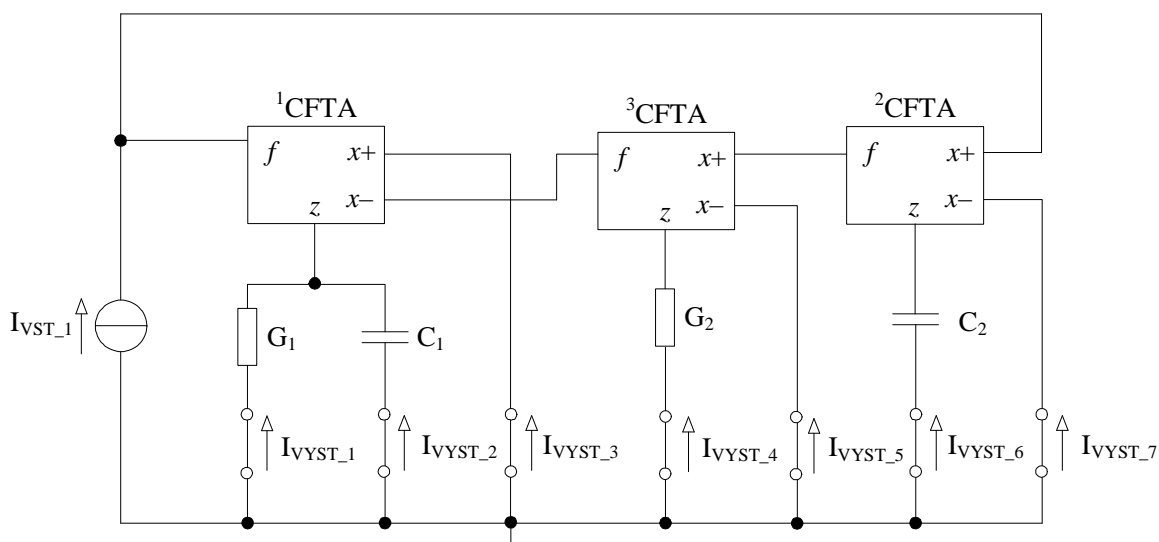 ¹CFTA
³CFTA
²CFTA
f
x+
x–
z
f
x+
x–
z
f
x+
x–
z
I_VST_1
G₁
C₁
G₂
C₂
I_VYST_1
I_VYST_2
I_VYST_3
I_VYST_4
I_VYST_5
I_VYST_6
I_VYST_7